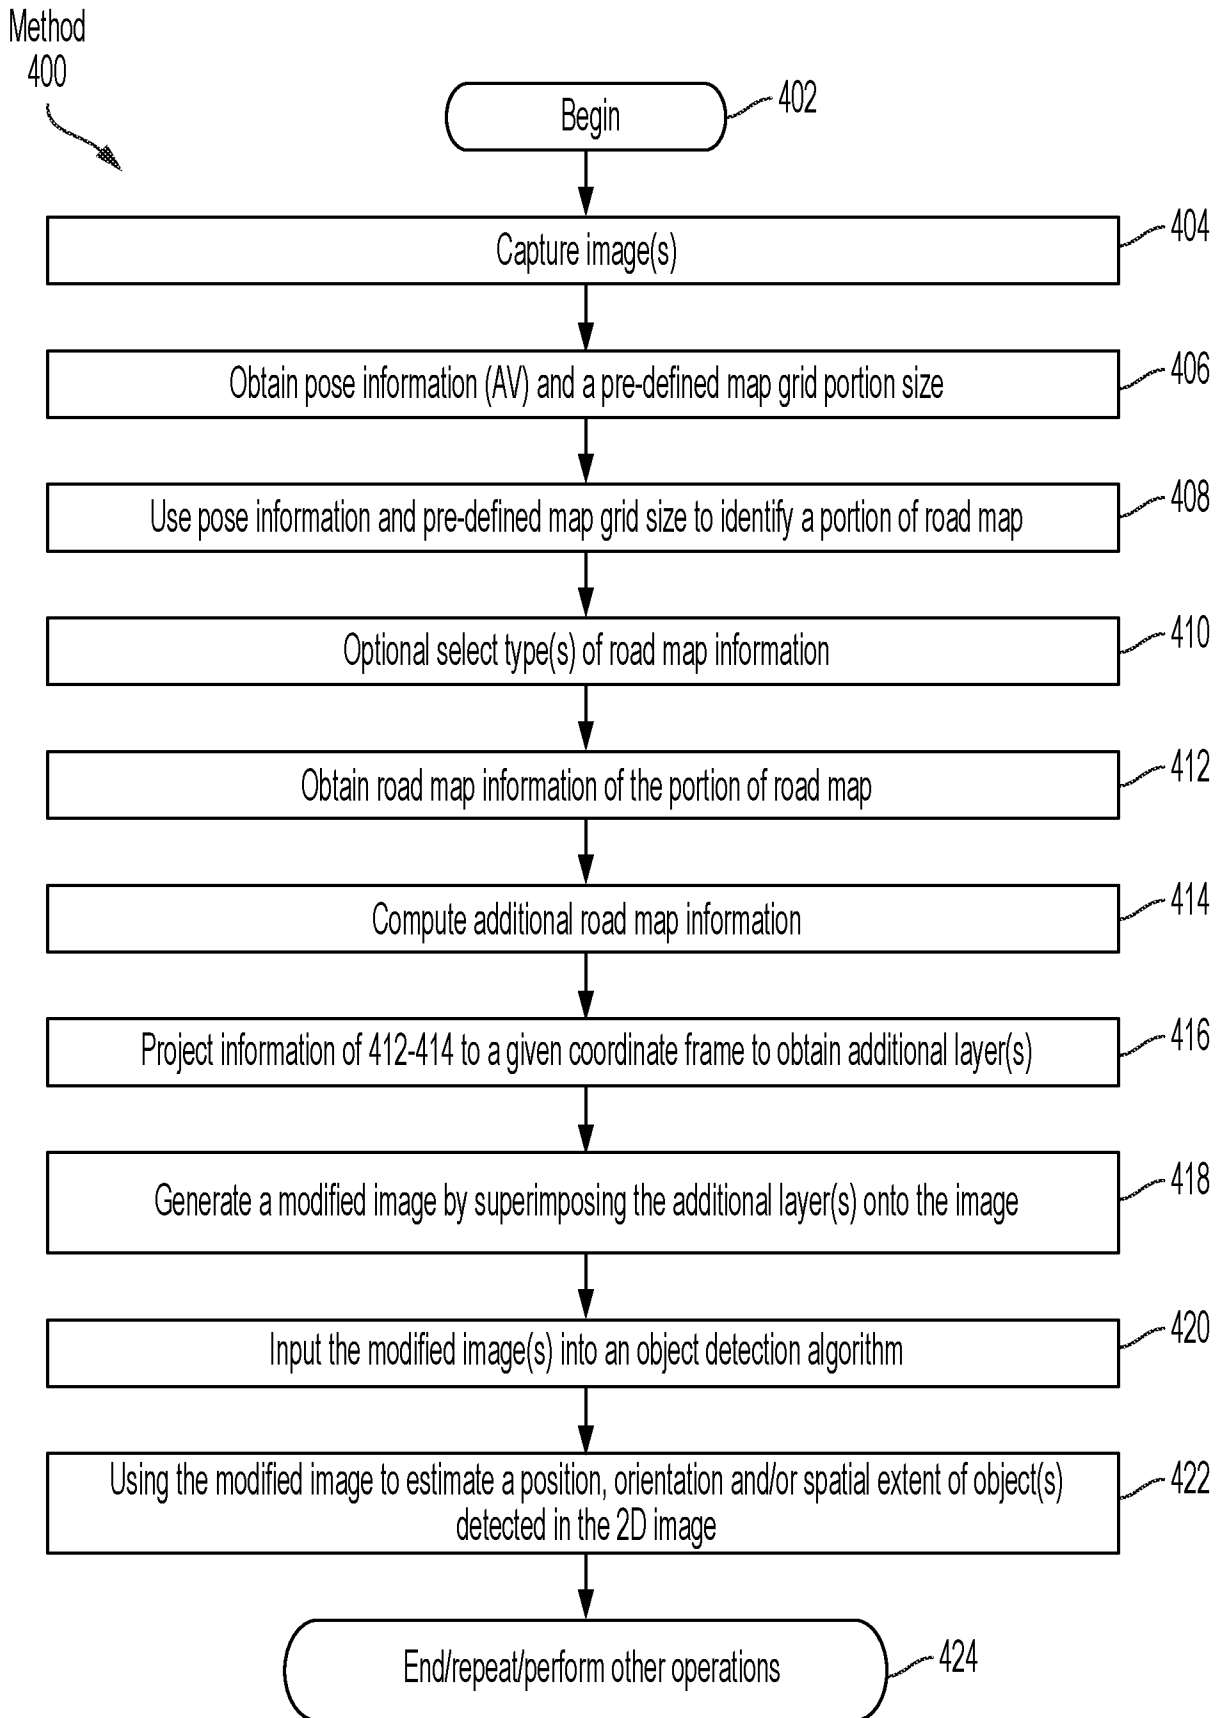 Method
400
Begin
402
Capture image(s)
404
Obtain pose information (AV) and a pre-defined map grid portion size
406
Use pose information and pre-defined map grid size to identify a portion of road map
408
Optional select type(s) of road map information
410
Obtain road map information of the portion of road map
412
Compute additional road map information
414
Project information of 412-414 to a given coordinate frame to obtain additional layer(s)
416
Generate a modified image by superimposing the additional layer(s) onto the image
418
Input the modified image(s) into an object detection algorithm
420
Using the modified image to estimate a position, orientation and/or spatial extent of object(s)
detected in the 2D image
422
End/repeat/perform other operations
424